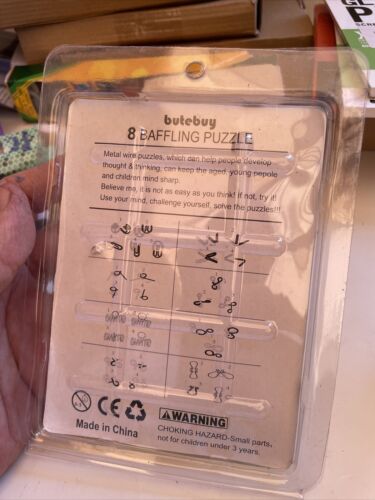 butebuy
8 BAFFLING PUZZLE
Metal wire puzzles, which can help people develop
thought & thinking, can keep the aged, young pepole
and children mind sharp.
Believe me, it is not as easy as you think! If not, try it!
Use your mind, challenge yourself, solve the puzzles!!!
0-3
CE
WARNING
Made in China
CHOKING HAZARD-Small parts,
not for children under 3 years.